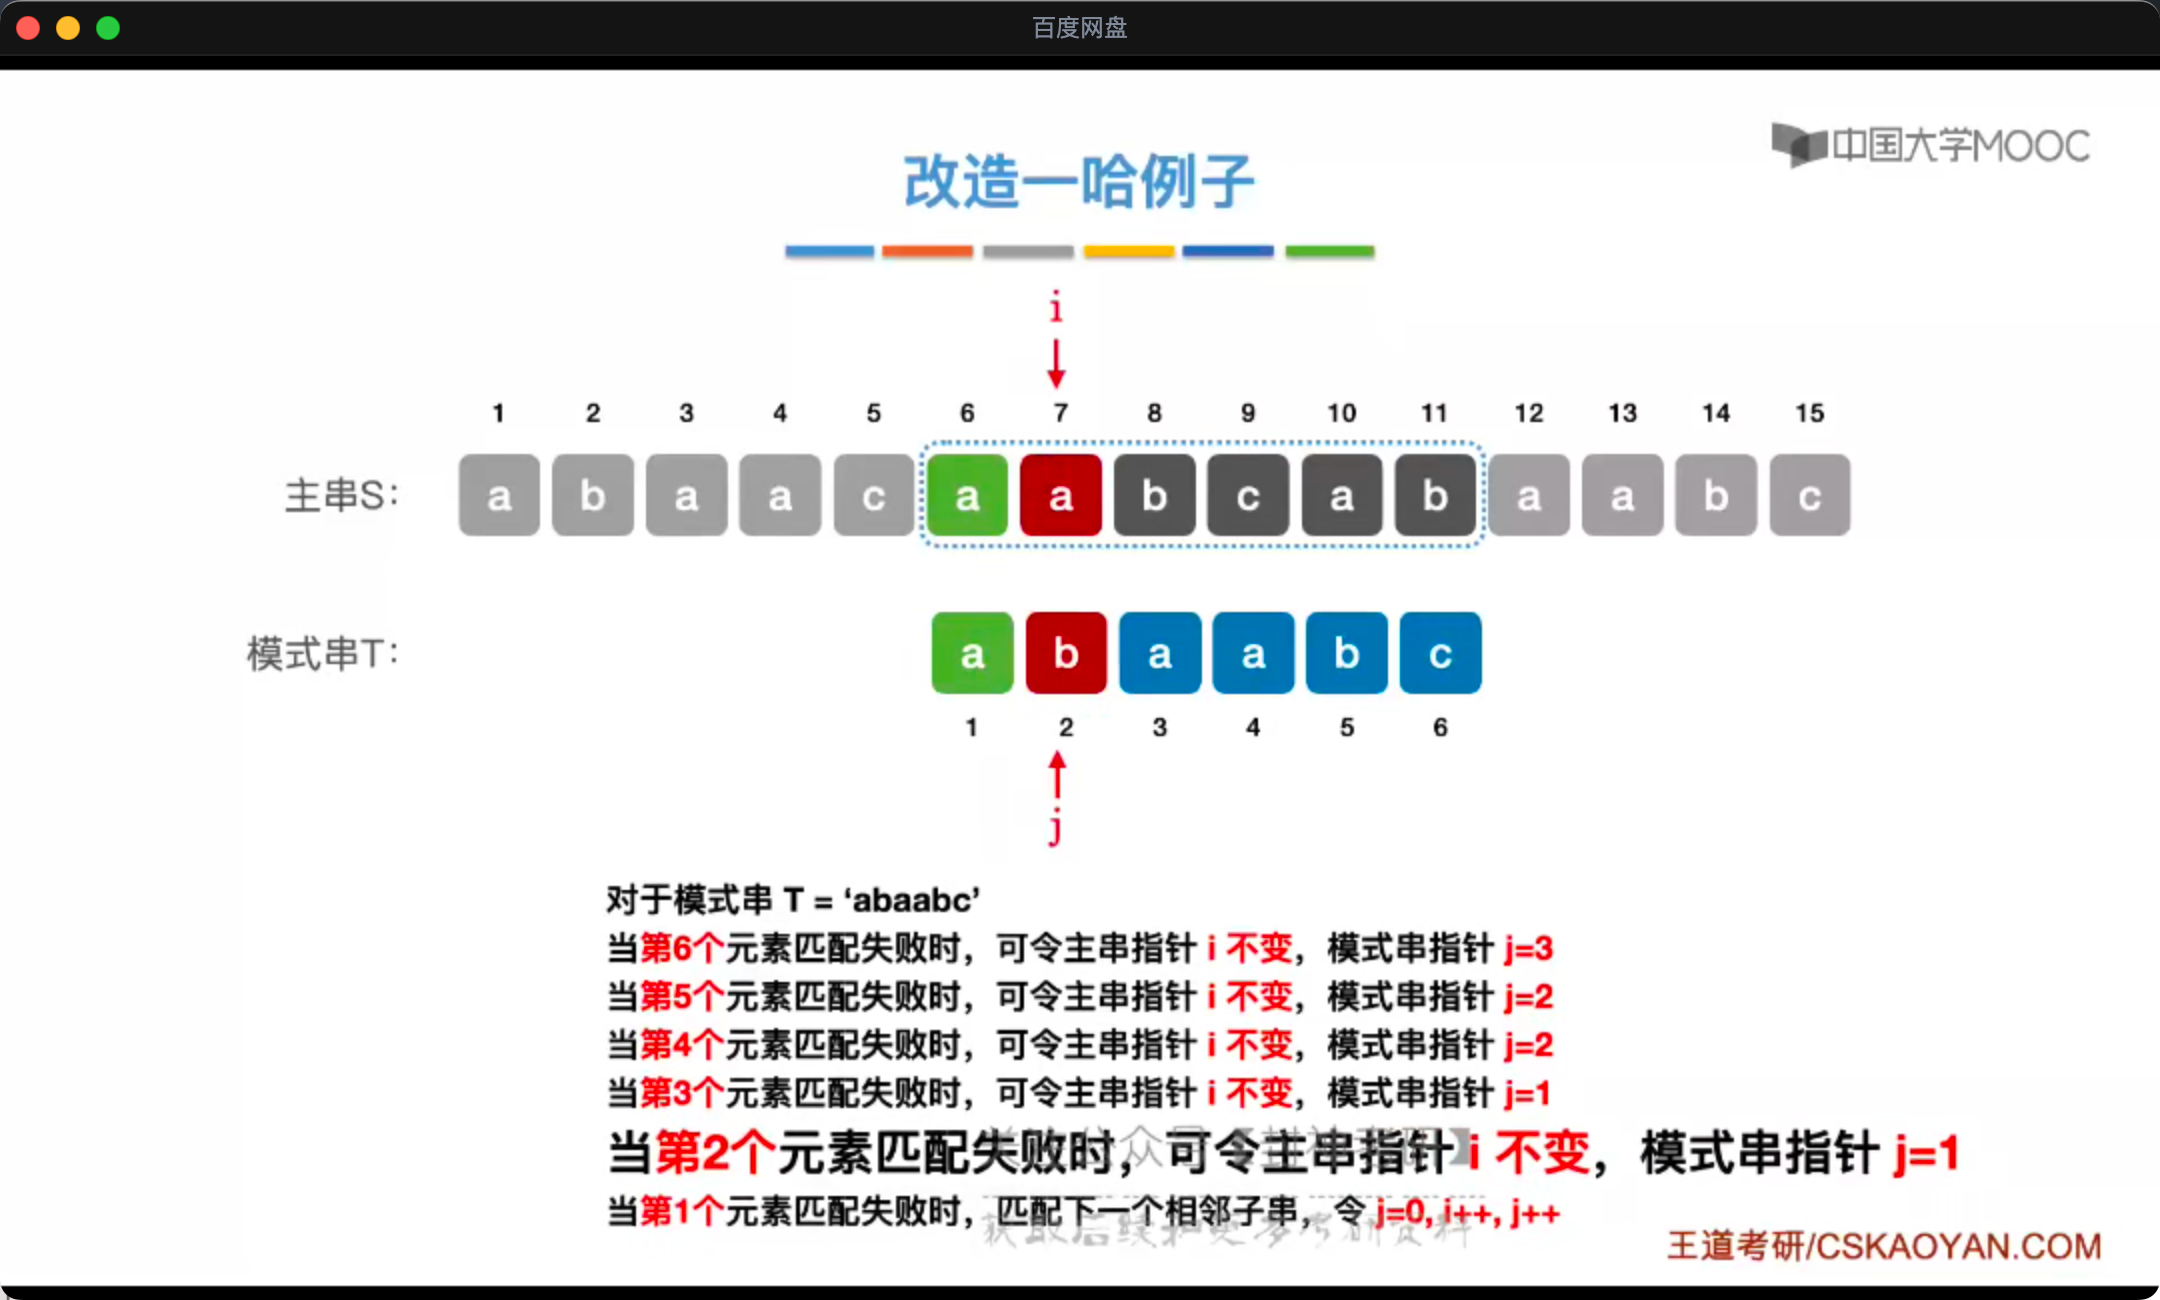 百度网盘
中国大学MOOC
改造一哈例子
i
1 2 3 4 5 6 7 8 9 10 11 12 13 14 15
主串S: a b a a c a a b c a b a a b c
模式串T: a b a a b c
1 2 3 4 5 6
j
对于模式串 T = ‘abaabc’
当第6个元素匹配失败时，可令主串指针 i 不变，模式串指针 j=3
当第5个元素匹配失败时，可令主串指针 i 不变，模式串指针 j=2
当第4个元素匹配失败时，可令主串指针 i 不变，模式串指针 j=2
当第3个元素匹配失败时，可令主串指针 i 不变，模式串指针 j=1
当第2个元素匹配失败时，可令主串指针 i 不变，模式串指针 j=1
当第1个元素匹配失败时，匹配下一个相邻子串，令 j=0, i++, j++
王道考研/CSKAOYAN.COM